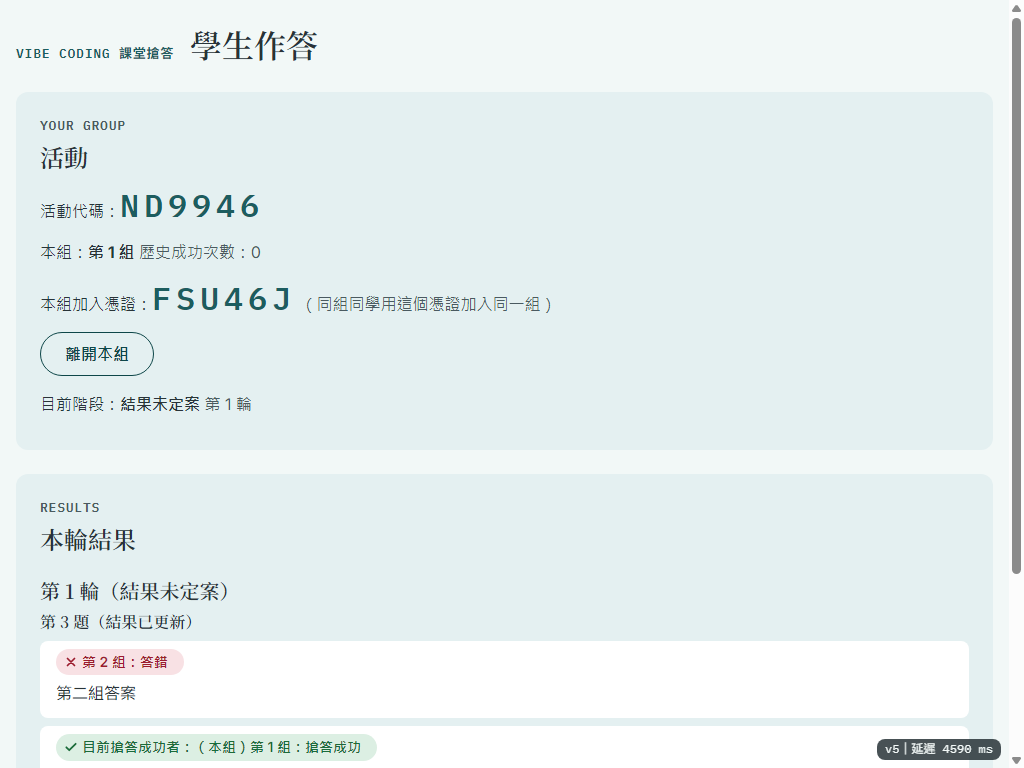 VIBE CODING 課堂搶答 學生作答
YOUR GROUP
活動
活動代碼：ND9946
本組：第 1 組 歷史成功次數：0
本組加入憑證：FSU46J （同組同學用這個憑證加入同一組）
離開本組
目前階段：結果未定案 第 1 輪
RESULTS
本輪結果
第 1 輪（結果未定案）
第 3 題（結果已更新）
✕ 第 2 組：答錯
第二組答案
✓ 目前搶答成功者：（本組）第 1 組：搶答成功
v5｜延遲 4590 ms